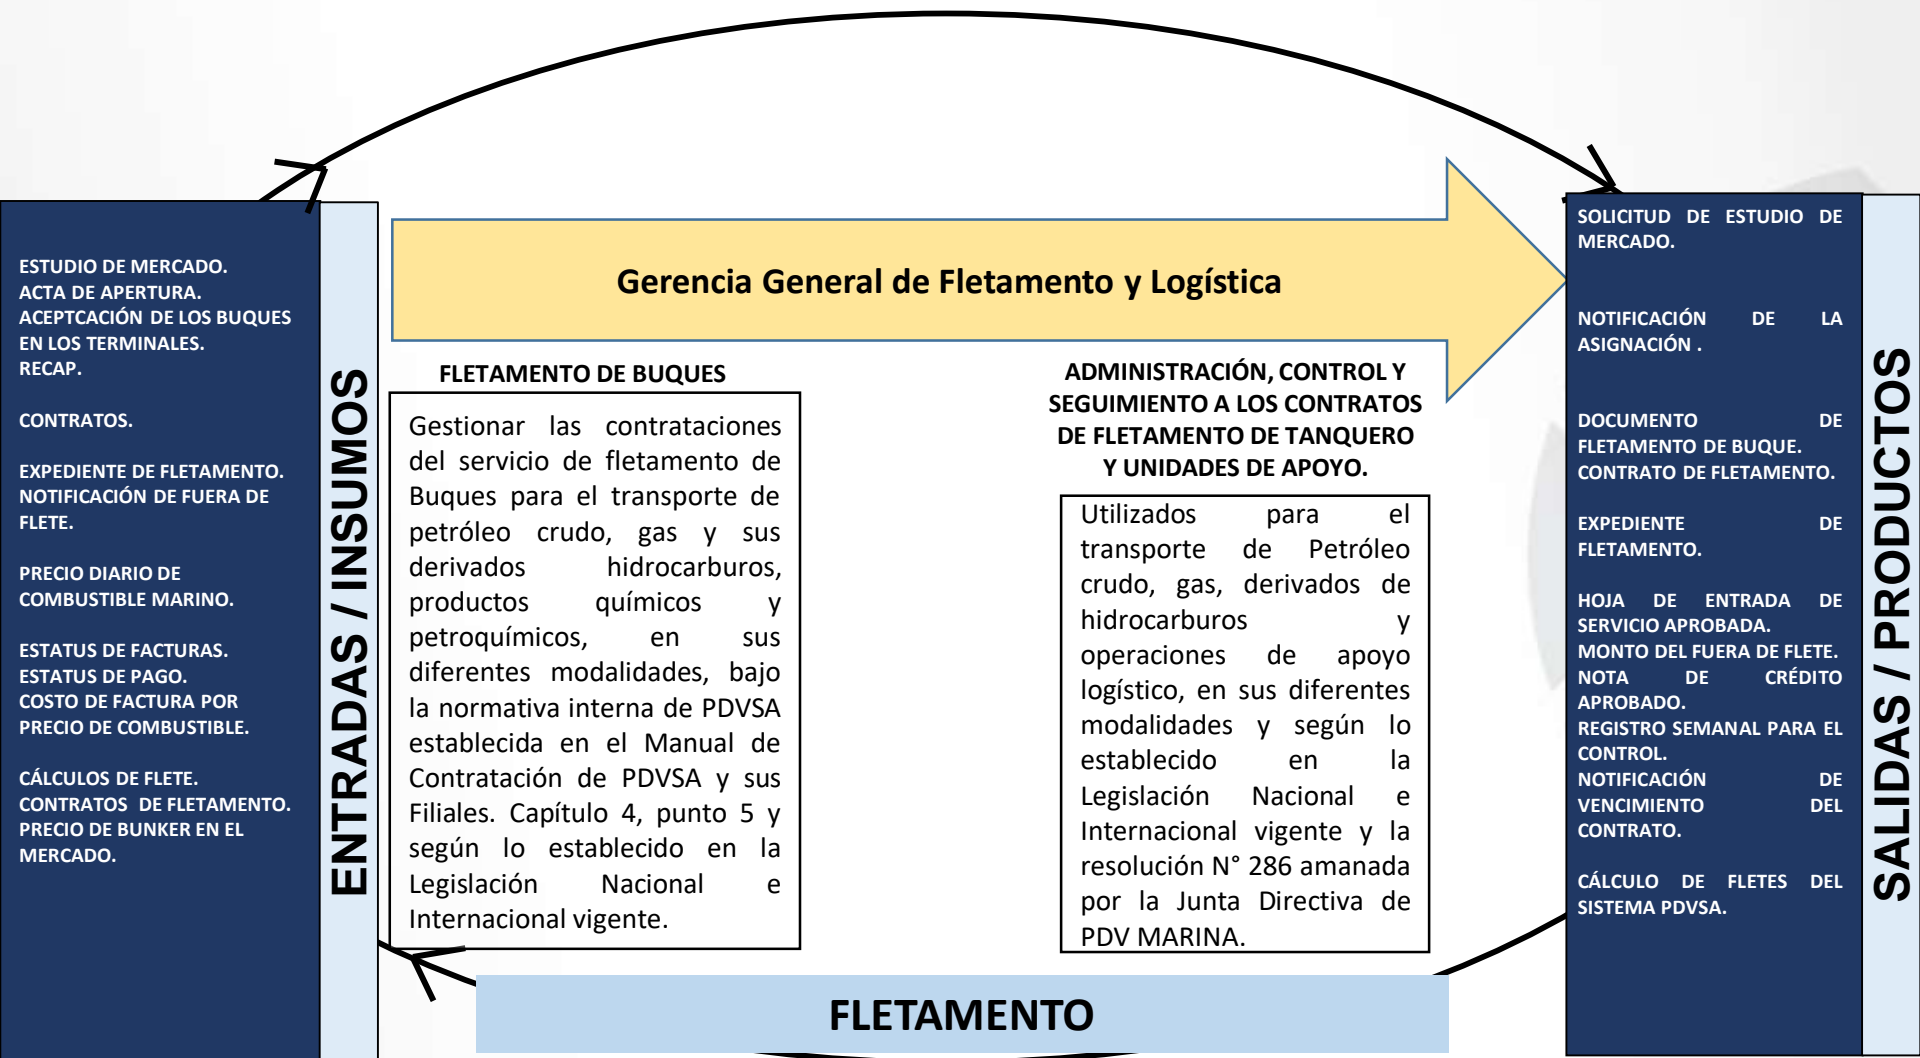 ESTUDIO DE MERCADO.
ACTA DE APERTURA.
ACEPTCACIÓN DE LOS BUQUES
EN LOS TERMINALES.
RECAP.
CONTRATOS.
EXPEDIENTE DE FLETAMENTO.
NOTIFICACIÓN DE FUERA DE
FLETE.
PRECIO DIARIO DE
COMBUSTIBLE MARINO.
ESTATUS DE FACTURAS.
ESTATUS DE PAGO.
COSTO DE FACTURA POR
PRECIO DE COMBUSTIBLE.
CÁLCULOS DE FLETE.
CONTRATOS DE FLETAMENTO.
PRECIO DE BUNKER EN EL
MERCADO.
ENTRADAS / INSUMOS
Gerencia General de Fletamento y Logística
FLETAMENTO DE BUQUES
Gestionar las contrataciones
del servicio de fletamento de
Buques para el transporte de
petróleo crudo, gas y sus
derivados hidrocarburos,
productos químicos y
petroquímicos, en sus
diferentes modalidades, bajo
la normativa interna de PDVSA
establecida en el Manual de
Contratación de PDVSA y sus
Filiales. Capítulo 4, punto 5 y
según lo establecido en la
Legislación Nacional e
Internacional vigente.
ADMINISTRACIÓN, CONTROL Y
SEGUIMIENTO A LOS CONTRATOS
DE FLETAMENTO DE TANQUERO
Y UNIDADES DE APOYO.
Utilizados para el
transporte de Petróleo
crudo, gas, derivados de
hidrocarburos y
operaciones de apoyo
logístico, en sus diferentes
modalidades y según lo
establecido en la
Legislación Nacional e
Internacional vigente y la
resolución N° 286 amanada
por la Junta Directiva de
PDV MARINA.
FLETAMENTO
SOLICITUD DE ESTUDIO DE
MERCADO.
NOTIFICACIÓN DE LA
ASIGNACIÓN .
DOCUMENTO DE
FLETAMENTO DE BUQUE.
CONTRATO DE FLETAMENTO.
EXPEDIENTE DE
FLETAMENTO.
HOJA DE ENTRADA DE
SERVICIO APROBADA.
MONTO DEL FUERA DE FLETE.
NOTA DE CRÉDITO
APROBADO.
REGISTRO SEMANAL PARA EL
CONTROL.
NOTIFICACIÓN DE
VENCIMIENTO DEL
CONTRATO.
CÁLCULO DE FLETES DEL
SISTEMA PDVSA.
SALIDAS / PRODUCTOS